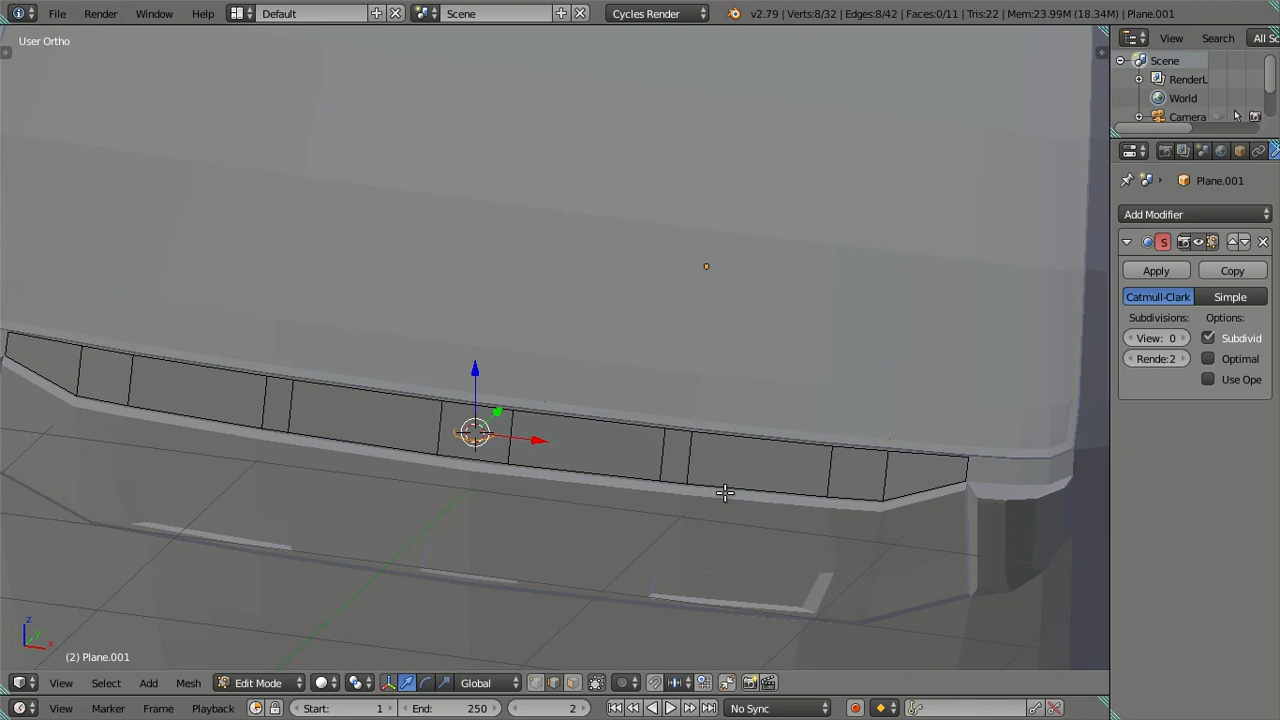 File Render Window Help Default Scene Cycles Render v2.79 | Verts:8/32 | Edges:8/42 | Faces:0/11 | Tris:22 | Mem:23.99M (18.34M) | Plane.001
User Ortho
View Search All Sc
Scene
RenderL
World
Camera
Plane.001
Add Modifier
S
Apply Copy
Catmull-Clark Simple
Subdivisions: Options:
View: 0 Subdivid
Rende:2 Optimal
Use Ope
z
y
x
(2) Plane.001
View Select Add Mesh Edit Mode Global
View Marker Frame Playback Start: 1 End: 250 2 No Sync